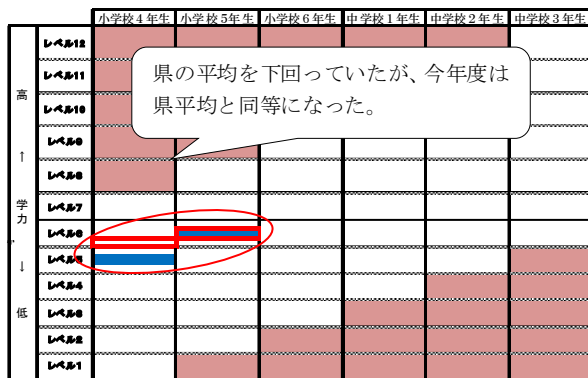 小学校４年生 小学校５年生 小学校６年生 中学校１年生 中学校２年生 中学校３年生
レベル12
レベル11
高 レベル10
レベル9
↑
レベル8
学力 レベル7
レベル6
レベル5
↓
レベル4
低 レベル3
レベル2
レベル1
県の平均を下回っていたが、今年度は
県平均と同等になった。